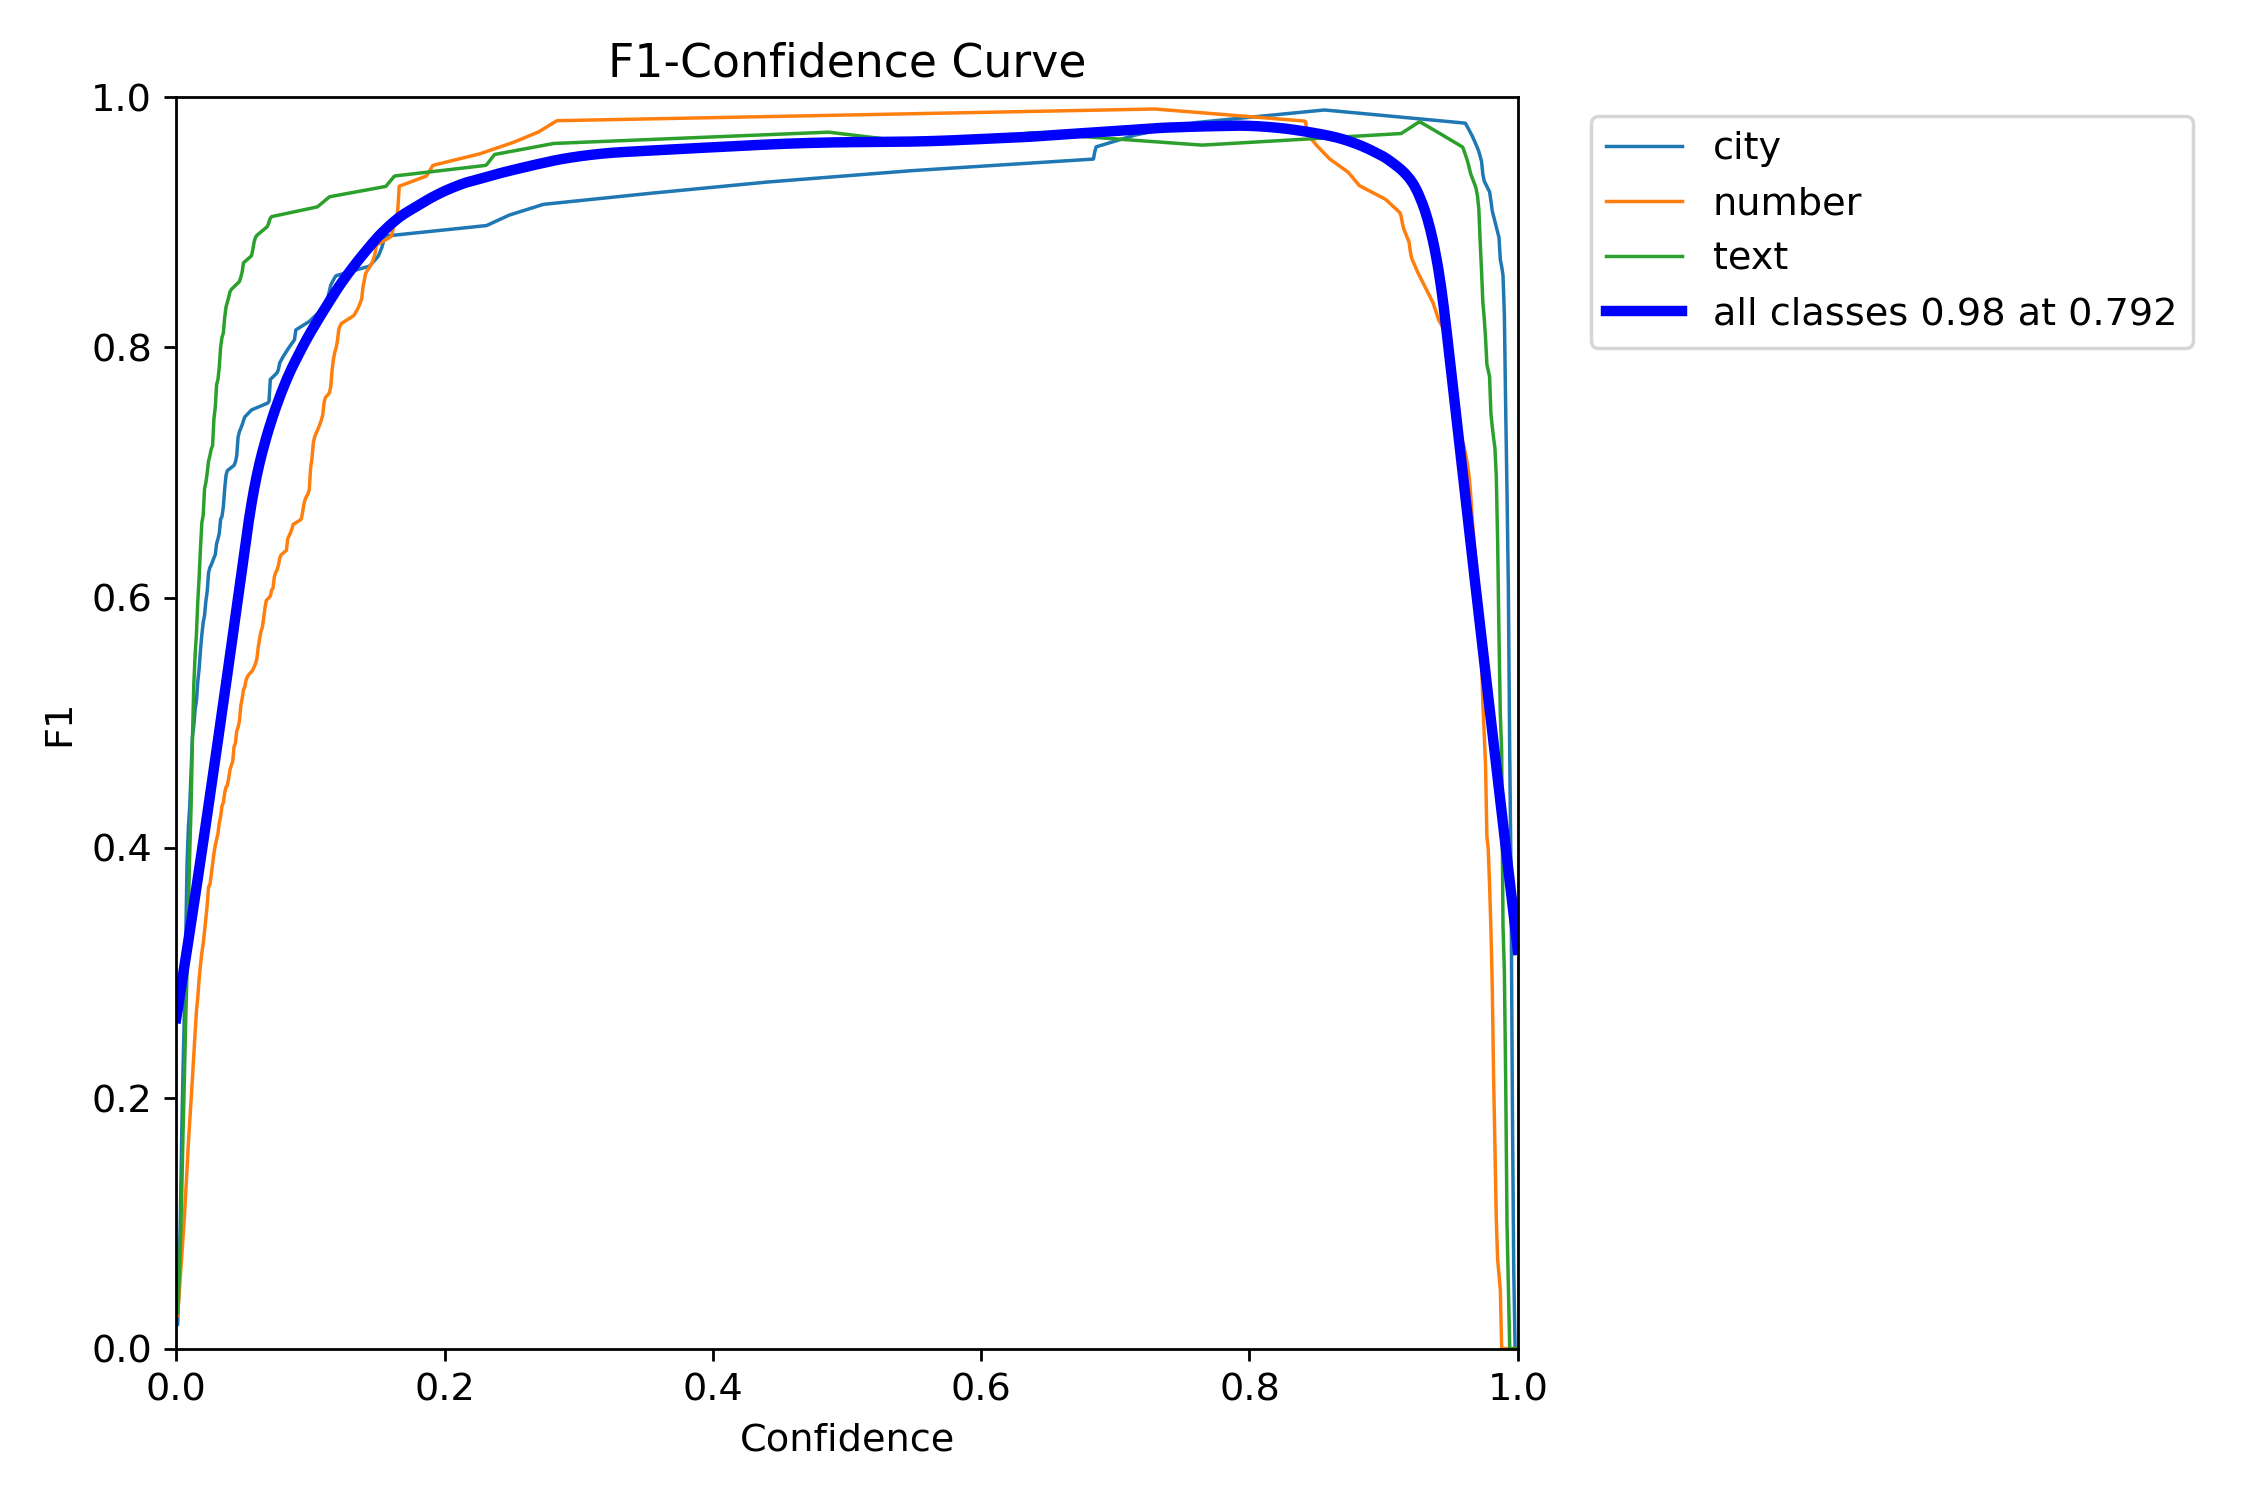 F1-Confidence Curve
1.0
0.8
0.6
0.4
0.2
0.0
F1
0.0 0.2 0.4 0.6 0.8 1.0
Confidence
city
number
text
all classes 0.98 at 0.792